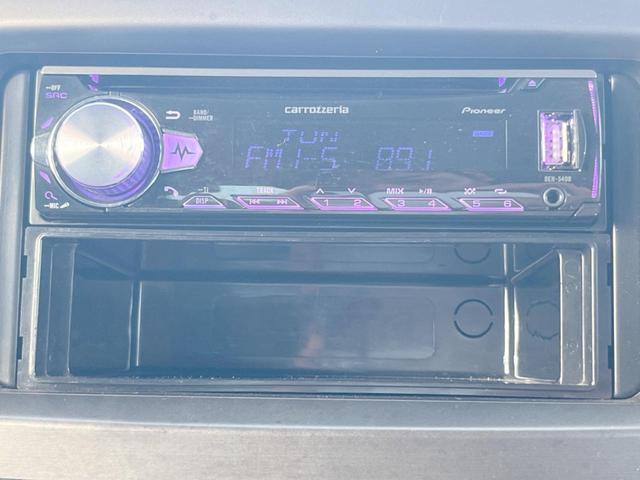 OFF
SRC
BAND/
DIMMER
carrozzeria
Pioneer
TUN
FM1-5 89.1
DEH-5400
MIC
DISP
TRACK
MIX
1 2 3 4 5 6